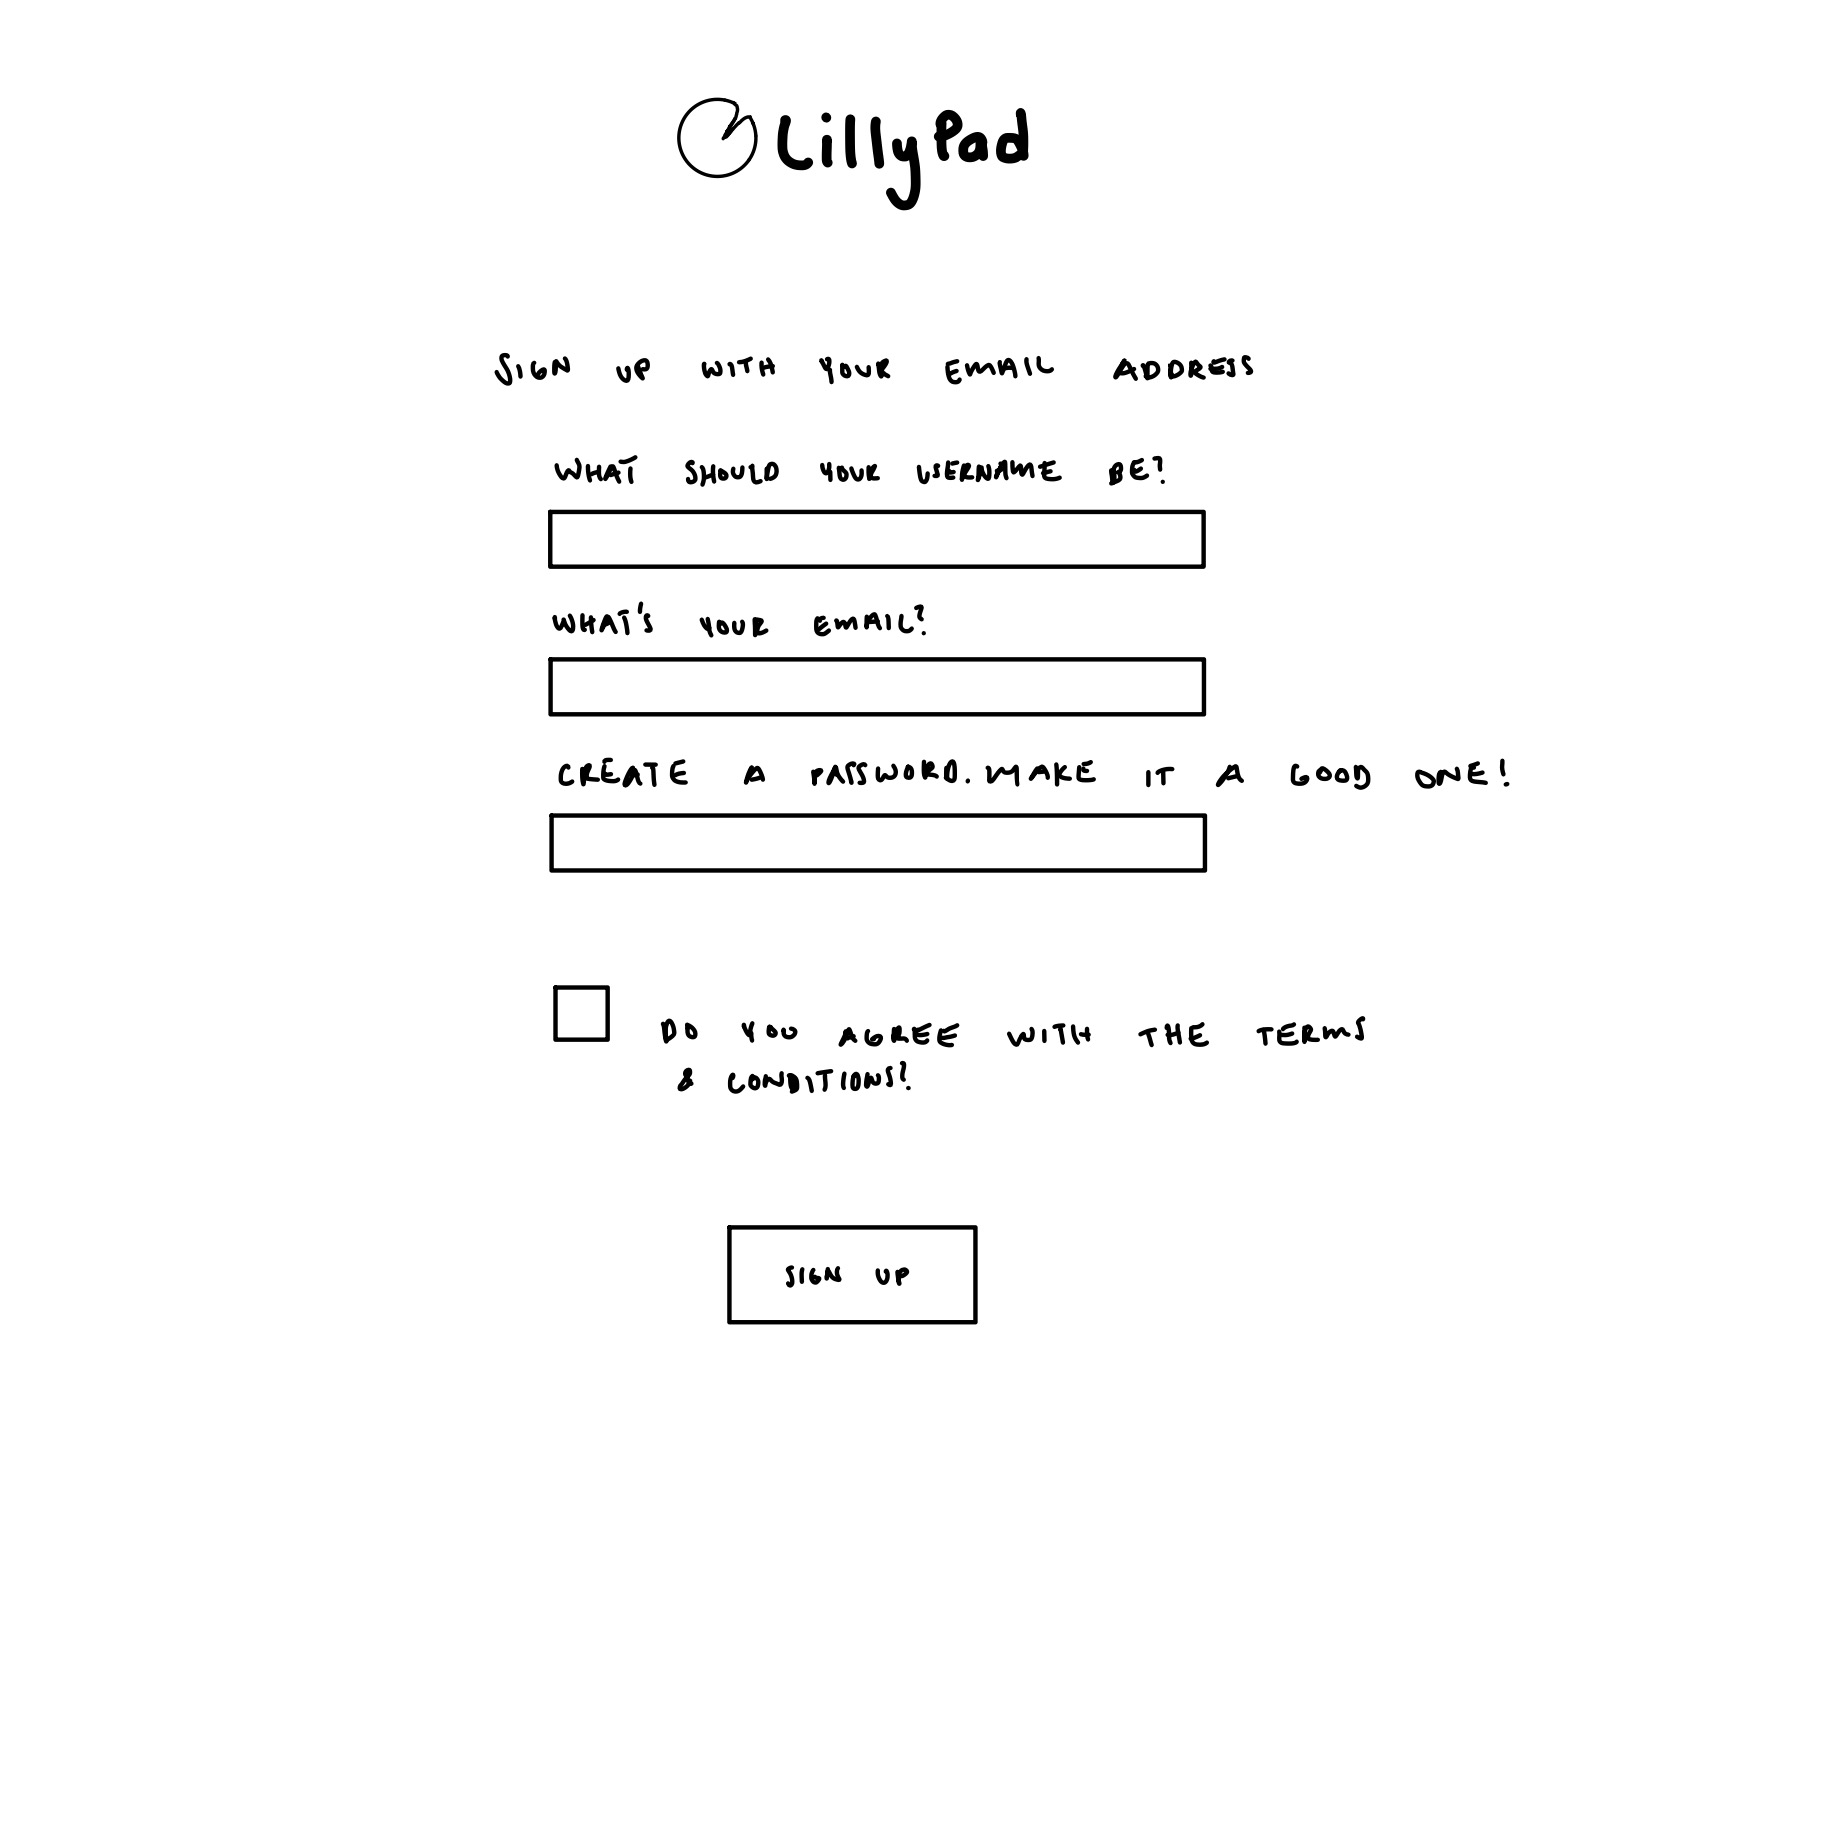 LillyPad
SIGN UP WITH YOUR EMAIL ADDRESS
WHAT SHOULD YOUR USERNAME BE?
WHAT'S YOUR EMAIL?
CREATE A PASSWORD. MAKE IT A GOOD ONE!
DO YOU AGREE WITH THE TERMS
& CONDITIONS?
SIGN UP